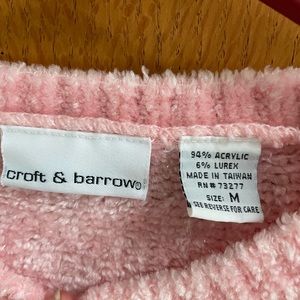 croft & barrow®
94% ACRYLIC
6% LUREX
MADE IN TAIWAN
RN# 73277
SIZE: M
SEE REVERSE FOR CARE